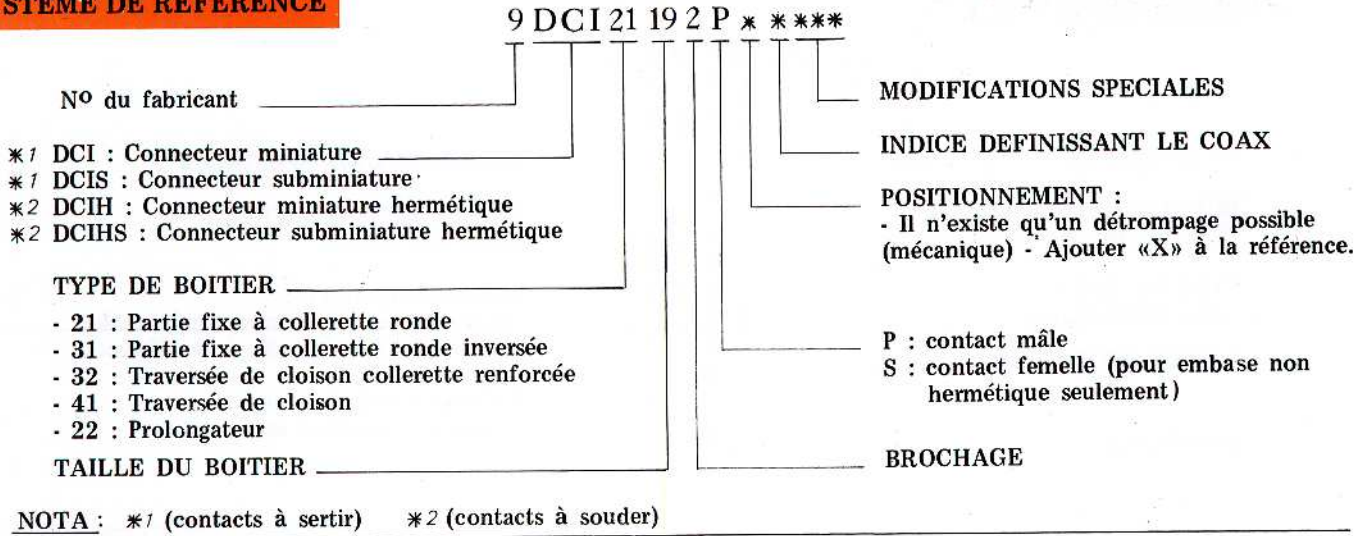 STEME DE REFERENCE
9 DCI 21 19 2 P * * ***
Nº du fabricant
*1 DCI : Connecteur miniature
*1 DCIS : Connecteur subminiature
*2 DCIH : Connecteur miniature hermétique
*2 DCIHS : Connecteur subminiature hermétique
TYPE DE BOITIER
- 21 : Partie fixe à collerette ronde
- 31 : Partie fixe à collerette ronde inversée
- 32 : Traversée de cloison collerette renforcée
- 41 : Traversée de cloison
- 22 : Prolongateur
TAILLE DU BOITIER
MODIFICATIONS SPECIALES
INDICE DEFINISSANT LE COAX
POSITIONNEMENT :
- Il n'existe qu'un détrompage possible
(mécanique) - Ajouter «X» à la référence.
P : contact mâle
S : contact femelle (pour embase non
hermétique seulement)
BROCHAGE
NOTA : *1 (contacts à sertir) *2 (contacts à souder)